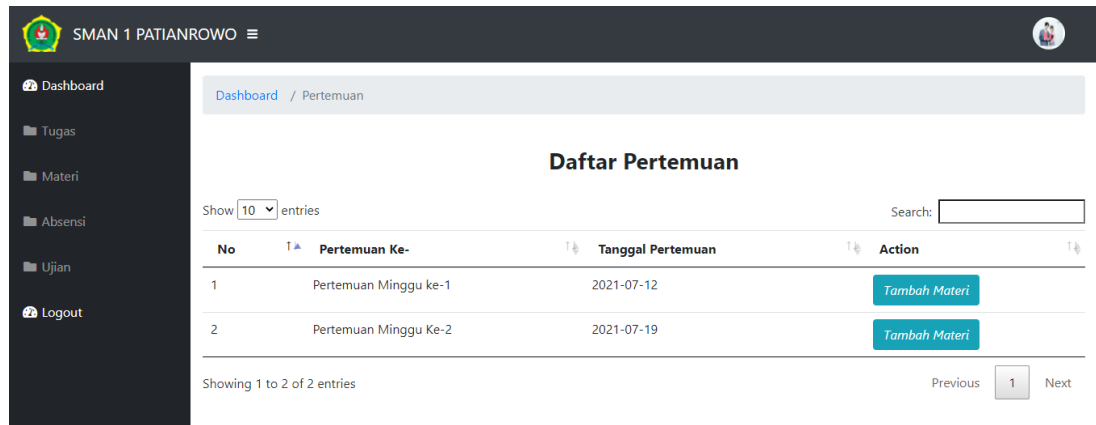 SMAN 1 PATIANROWO
Dashboard
Tugas
Materi
Absensi
Ujian
Logout
Dashboard / Pertemuan
Daftar Pertemuan
Show 10 entries
Search:
No Pertemuan Ke- Tanggal Pertemuan Action
1 Pertemuan Minggu ke-1 2021-07-12 Tambah Materi
2 Pertemuan Minggu Ke-2 2021-07-19 Tambah Materi
Showing 1 to 2 of 2 entries
Previous 1 Next